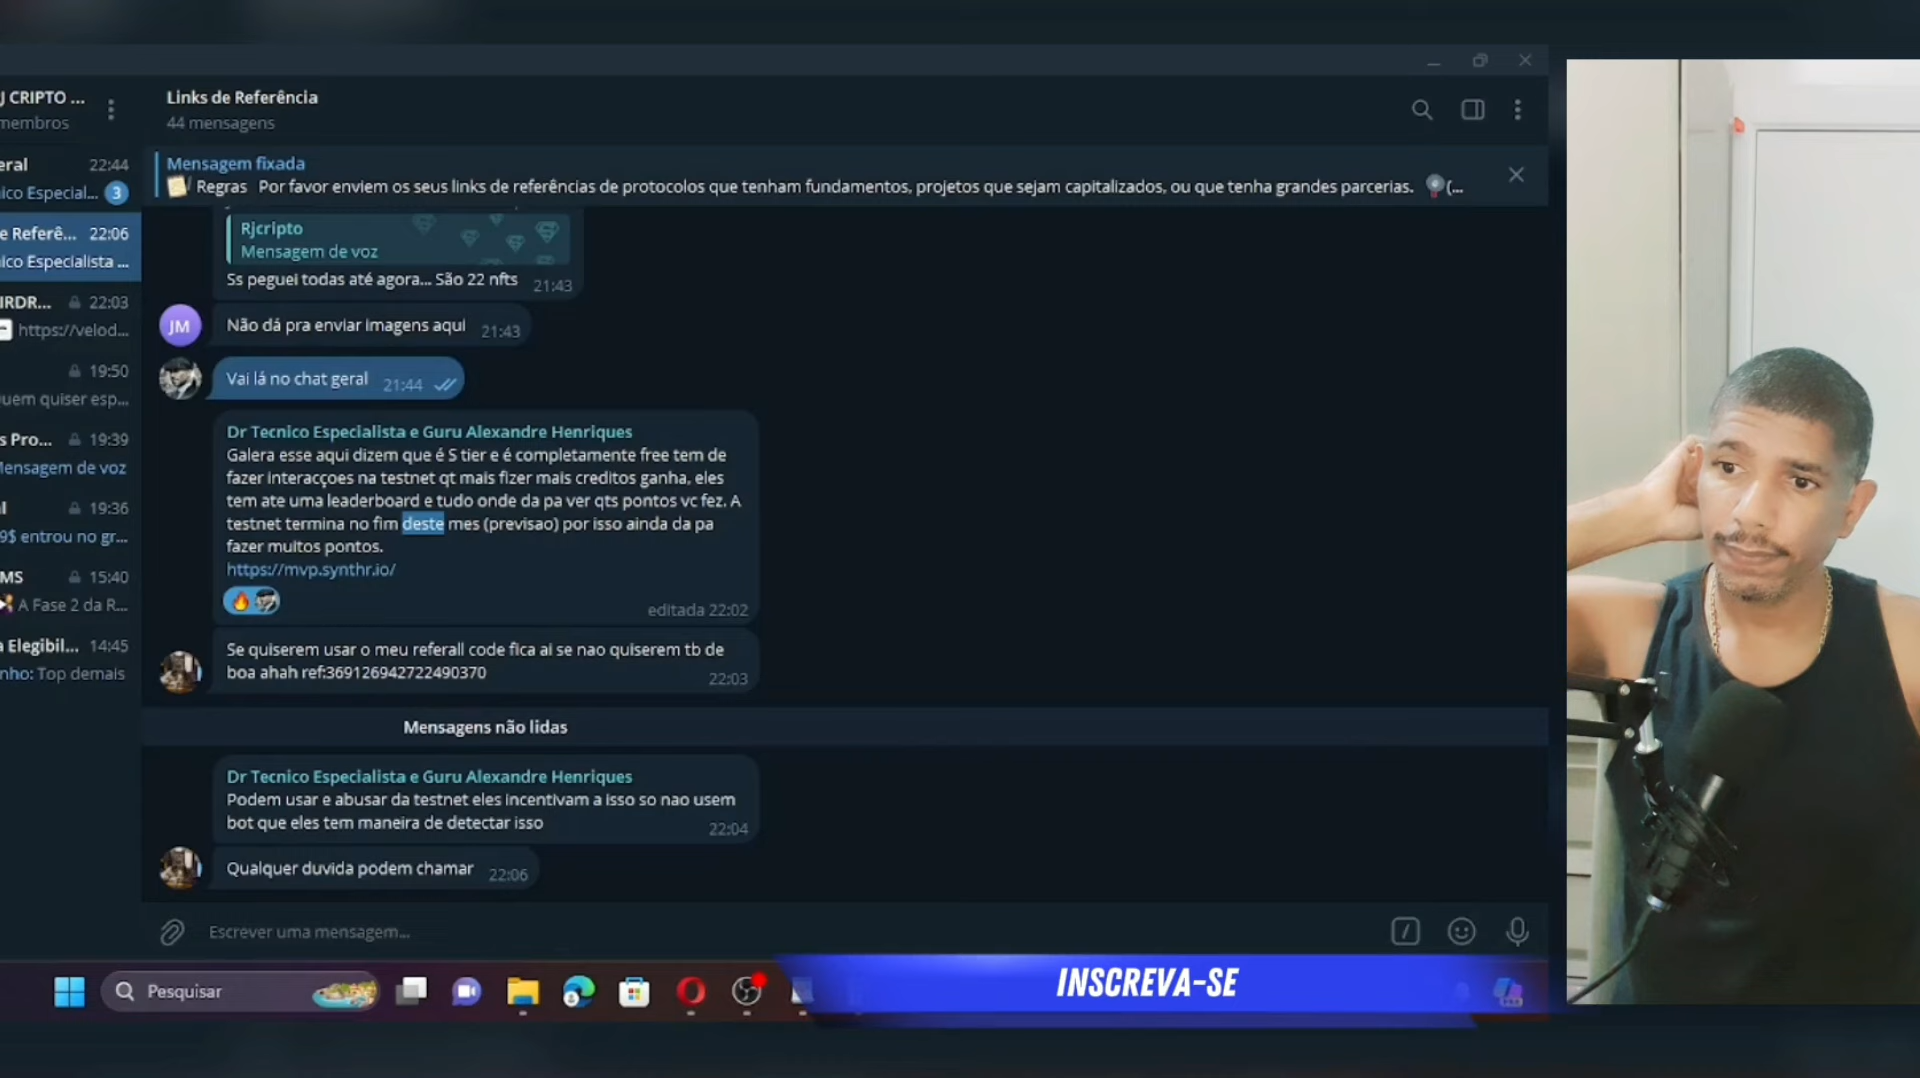 J CRIPTO ...
membros
eral 22:44
ico Especial... 3
e Referê... 22:06
ico Especialista ...
IRDR... 22:03
https://velod...
19:50
uem quiser esp...
s Pro... 19:39
Mensagem de voz
l 19:36
9$ entrou no gr...
MS 15:40
A Fase 2 da R...
a Elegibil... 14:45
nho: Top demais
Links de Referência
44 mensagens
Mensagem fixada
Regras Por favor enviem os seus links de referências de protocolos que tenham fundamentos, projetos que sejam capitalizados, ou que tenha grandes parcerias. (...
Rjcripto
Mensagem de voz
Ss peguei todas até agora... São 22 nfts 21:43
JM
Não dá pra enviar imagens aqui 21:43
Vai lá no chat geral 21:44
Dr Tecnico Especialista e Guru Alexandre Henriques
Galera esse aqui dizem que é S tier e é completamente free tem de
fazer interacçoes na testnet qt mais fizer mais creditos ganha, eles
tem ate uma leaderboard e tudo onde da pa ver qts pontos vc fez. A
testnet termina no fim deste mes (previsao) por isso ainda da pa
fazer muitos pontos.
https://mvp.synthr.io/
editada 22:02
Se quiserem usar o meu referall code fica ai se nao quiserem tb de
boa ahah ref:369126942722490370 22:03
Mensagens não lidas
Dr Tecnico Especialista e Guru Alexandre Henriques
Podem usar e abusar da testnet eles incentivam a isso so nao usem
bot que eles tem maneira de detectar isso 22:04
Qualquer duvida podem chamar 22:06
Escrever uma mensagem...
Pesquisar
INSCREVA-SE